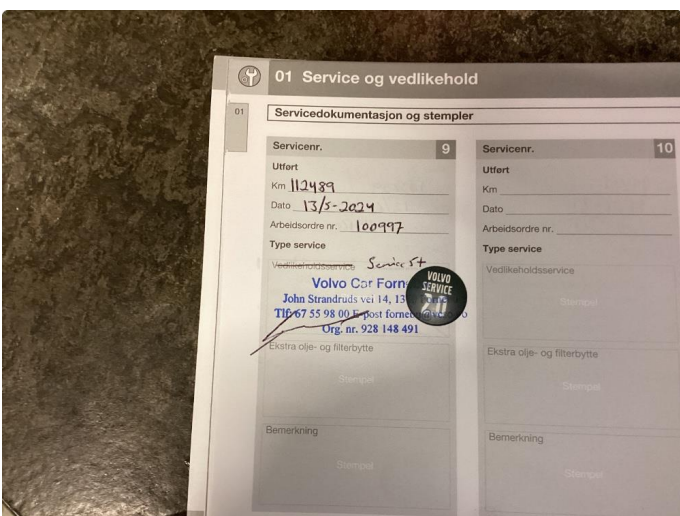 01 Service og vedlikehold
01
Servicedokumentasjon og stempler
Servicenr. 9
Utført
Km 112489
Dato 13/5-2024
Arbeidsordre nr. 100997
Type service
Vedlikeholdsservice Service 5+
Volvo Car
John Strandruds vei 14, 13
Tlf: 67 55 98 00 E-post
Org. nr. 928 148 491
VOLVO
SERVICE
2.0
Ekstra olje- og filterbytte
Stempel
Bemerkning
Stempel
Servicenr. 10
Utført
Km
Dato
Arbeidsordre nr.
Type service
Vedlikeholdsservice
Stempel
Ekstra olje- og filterbytte
Stempel
Bemerkning
Stempel